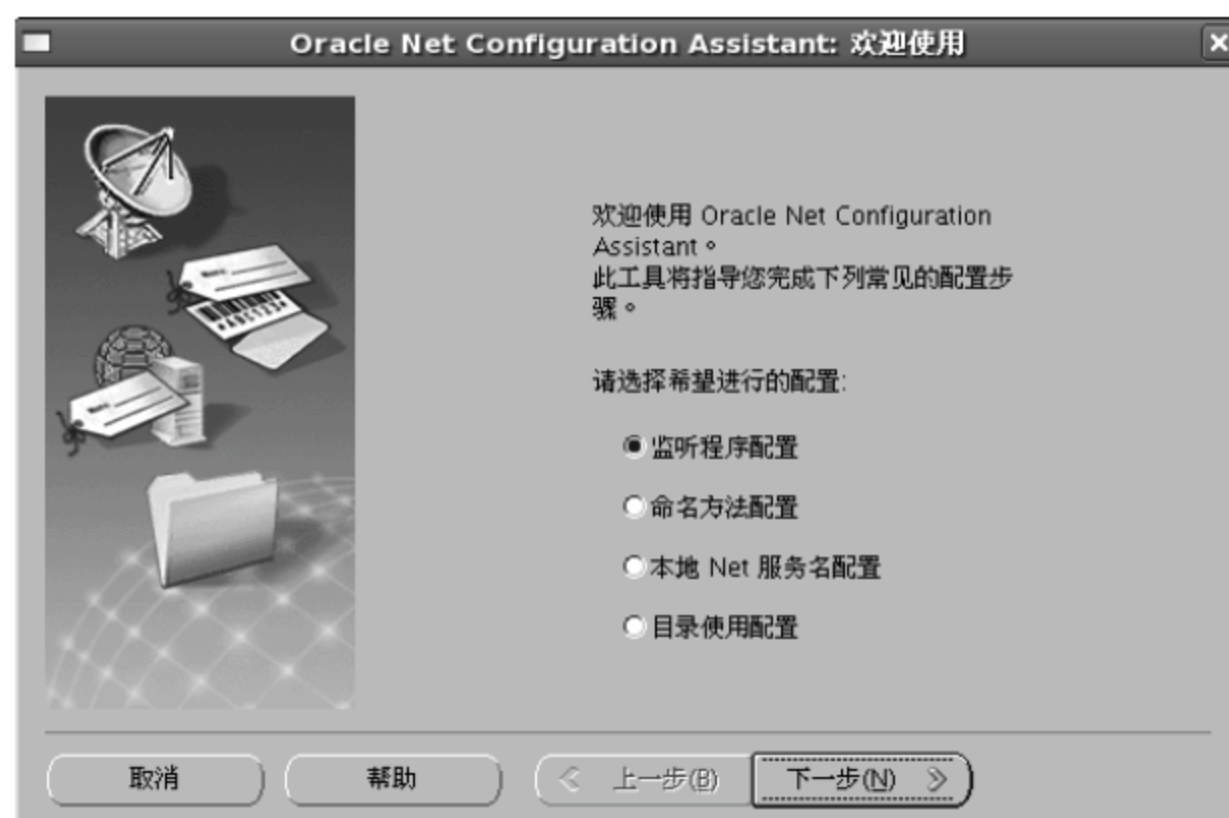 Oracle Net Configuration Assistant: 欢迎使用
欢迎使用 Oracle Net Configuration
Assistant。
此工具将指导您完成下列常见的配置步
骤。
请选择希望进行的配置:
监听程序配置
命名方法配置
本地 Net 服务名配置
目录使用配置
取消
帮助
上一步(B)
下一步(N)